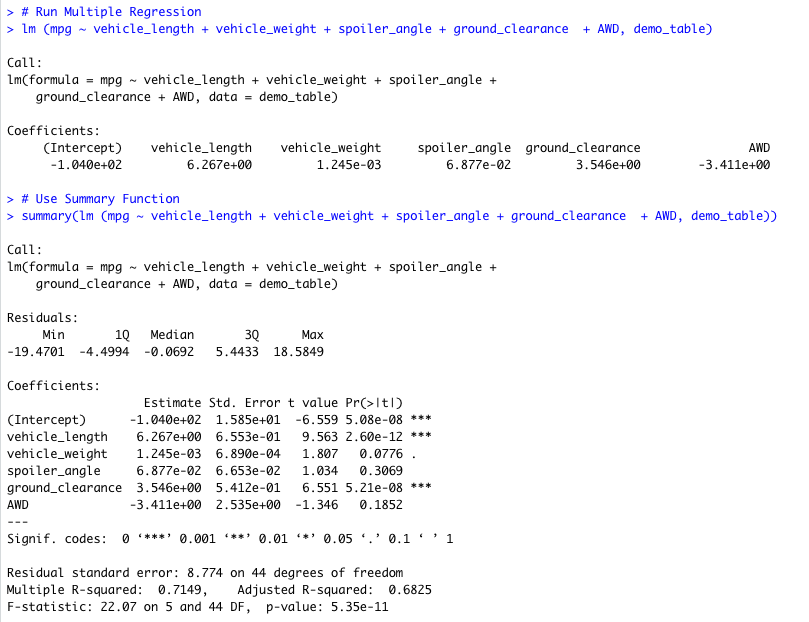 > # Run Multiple Regression
> lm (mpg ~ vehicle_length + vehicle_weight + spoiler_angle + ground_clearance  + AWD, demo_table)

Call:
lm(formula = mpg ~ vehicle_length + vehicle_weight + spoiler_angle +
    ground_clearance + AWD, data = demo_table)

Coefficients:
     (Intercept)    vehicle_length    vehicle_weight     spoiler_angle  ground_clearance               AWD
      -1.040e+02         6.267e+00         1.245e-03         6.877e-02         3.546e+00        -3.411e+00

> # Use Summary Function
> summary(lm (mpg ~ vehicle_length + vehicle_weight + spoiler_angle + ground_clearance  + AWD, demo_table))

Call:
lm(formula = mpg ~ vehicle_length + vehicle_weight + spoiler_angle +
    ground_clearance + AWD, data = demo_table)

Residuals:
     Min       1Q   Median       3Q      Max
-19.4701  -4.4994  -0.0692   5.4433  18.5849

Coefficients:
                   Estimate Std. Error t value Pr(>|t|)
(Intercept)      -1.040e+02  1.585e+01  -6.559 5.08e-08 ***
vehicle_length    6.267e+00  6.553e-01   9.563 2.60e-12 ***
vehicle_weight    1.245e-03  6.890e-04   1.807   0.0776 .
spoiler_angle     6.877e-02  6.653e-02   1.034   0.3069
ground_clearance  3.546e+00  5.412e-01   6.551 5.21e-08 ***
AWD              -3.411e+00  2.535e+00  -1.346   0.1852
---
Signif. codes:  0 ‘***’ 0.001 ‘**’ 0.01 ‘*’ 0.05 ‘.’ 0.1 ‘ ’ 1

Residual standard error: 8.774 on 44 degrees of freedom
Multiple R-squared:  0.7149,	Adjusted R-squared:  0.6825
F-statistic: 22.07 on 5 and 44 DF,  p-value: 5.35e-11